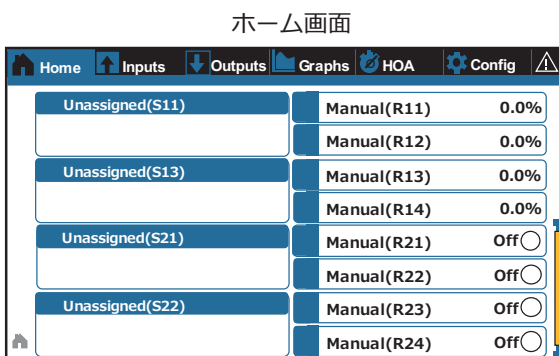 ホーム画面
Home Inputs Outputs Graphs HOA Config
Unassigned(S11)
Manual(R11) 0.0%
Manual(R12) 0.0%
Unassigned(S13)
Manual(R13) 0.0%
Manual(R14) 0.0%
Unassigned(S21)
Manual(R21) Off
Manual(R22) Off
Unassigned(S22)
Manual(R23) Off
Manual(R24) Off